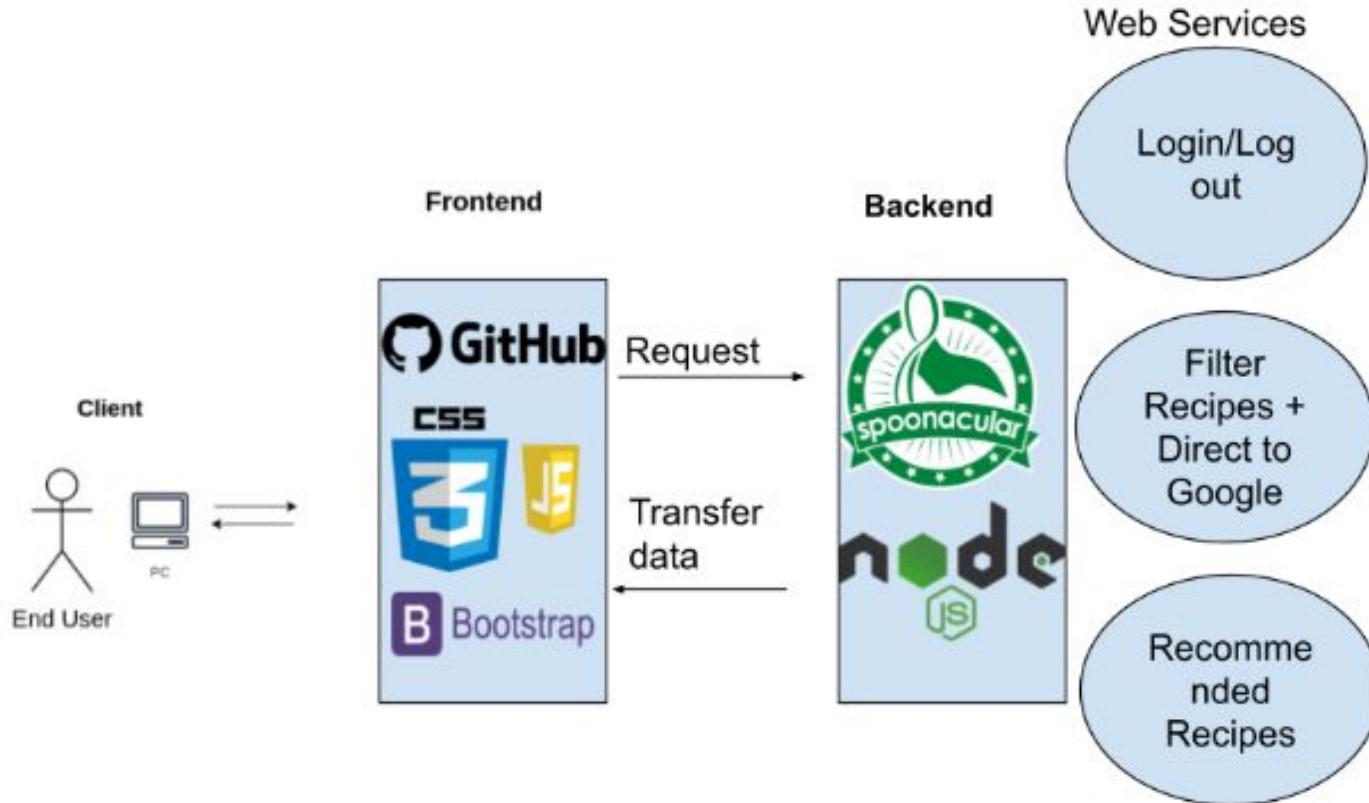 Web Services
Login/Log
out
Frontend
Backend
GitHub
Request
spoonacular
Filter
Recipes +
Direct to
Google
Client
CSS
3
JS
Transfer
data
node
JS
PC
End User
B Bootstrap
Recomme
nded
Recipes